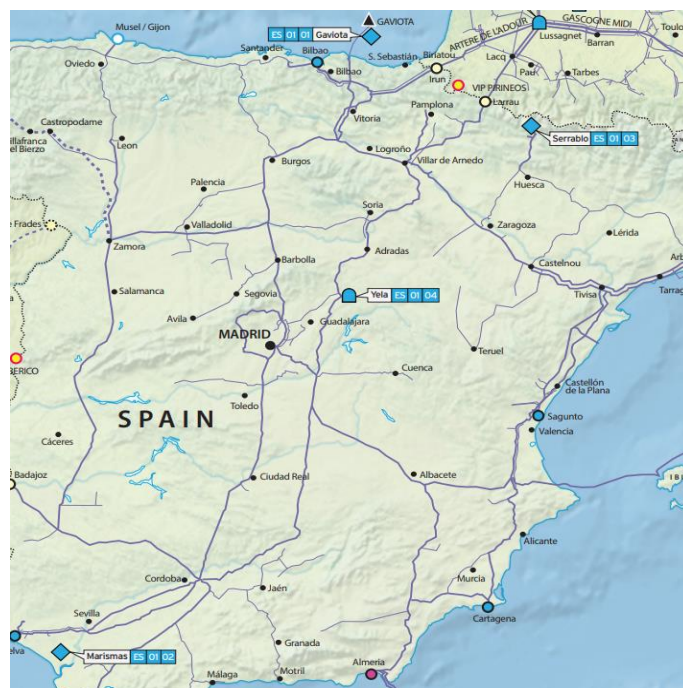 Musel / Gijon
ES 01 01 Gaviota
GAVIOTA
ARTERE DE L'ADOUR
GASCOGNE MIDI
Lussagnet
Barran
Santander
Bilbao
Bilbao
S. Sebastián
Biriatou
Irun
Lacq
Pau
Tarbes
Oviedo
VIP PIRINEOS
Larrau
Pamplona
Vitoria
Castropodame
Villafranca
del Bierzo
Leon
Logroño
Burgos
Villar de Arnedo
Serrablo ES 01 03
Huesca
Palencia
Soria
Valladolid
Zaragoza
Lérida
Frades
Zamora
Adradas
Barbolla
Castelnou
Salamanca
Segovia
Yela ES 01 04
Tivisa
Tarrag
Avila
Guadalajara
MADRID
Teruel
Cuenca
Castellón
de la Plana
Toledo
SPAIN
Sagunto
Valencia
Cáceres
Badajoz
Ciudad Real
Albacete
Alicante
Cordoba
Jaén
Murcia
Sevilla
Cartagena
Marismas ES 01 02
Granada
Almería
Málaga
Motril